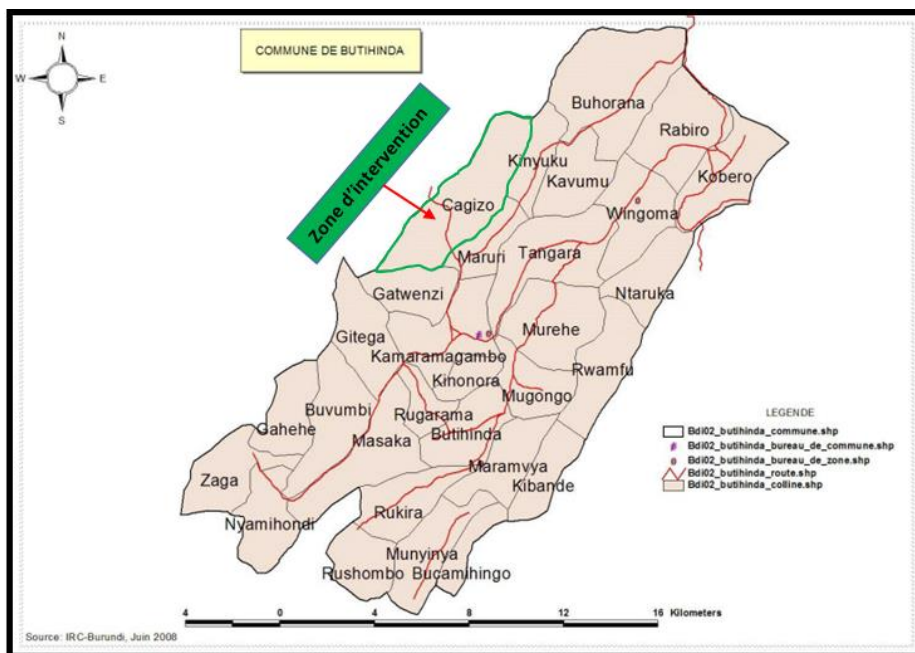 COMMUNE DE BUTIHINDA
N
W
E
S
Zone d'intervention
Buhorana
Rabiro
Kinyuku
Kavumu
Kobero
Cagizo
Wingoma
Maruri
Tangara
Gatwenzi
Ntaruka
Gitega
Murehe
Kamaramagambo
Rwamfu
Kinonora
Mugongo
Buvumbi
Rugarama
Gahehe
Masaka
Butihinda
Maramvya
Zaga
Kibande
Rukira
Nyamihondi
Munyinya
Rushombo
Bucamihingo
LEGENDE
Bdi02_butihinda_commune.shp
Bdi02_butihinda_bureau_de_commune.shp
Bdi02_butihinda_bureau_de_zone.shp
Bdi02_butihinda_route.shp
Bdi02_butihinda_colline.shp
4 0 4 8 12 16 Kilometers
Source: IRC-Burundi, Juin 2008